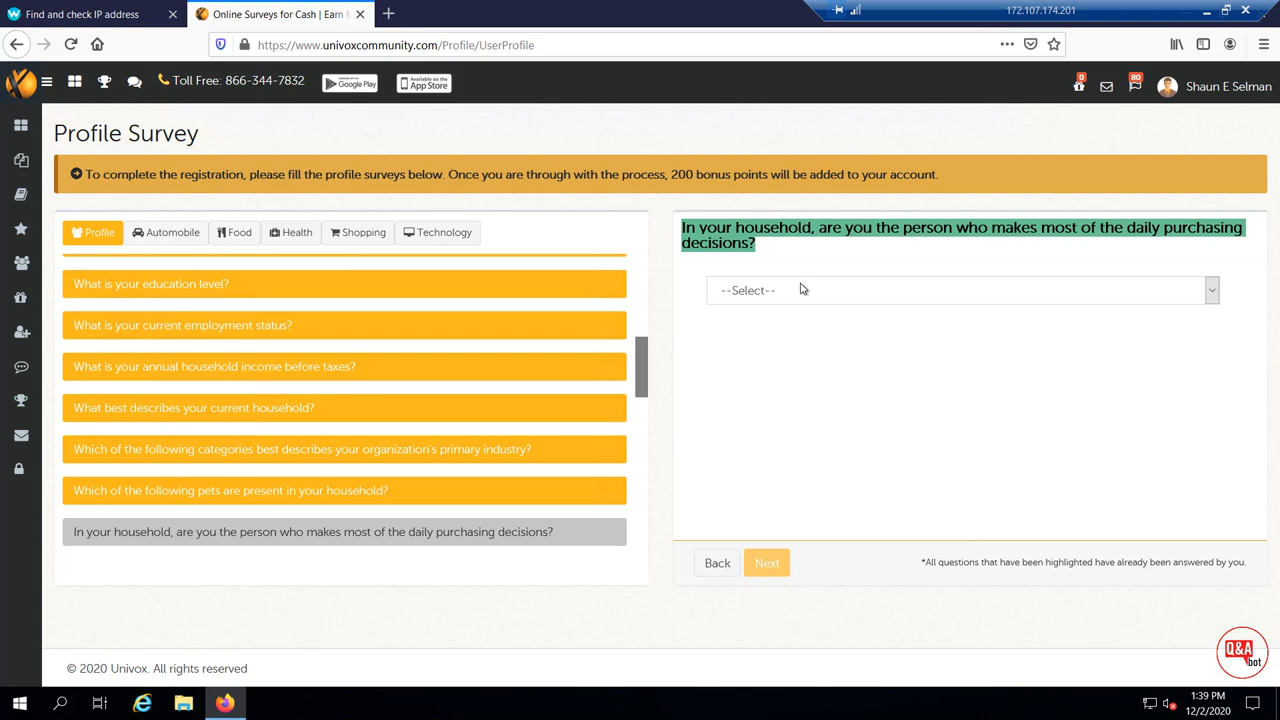 Find and check IP address
Online Surveys for Cash | Earn
172.107.174.201
https://www.univoxcommunity.com/Profile/UserProfile
Toll Free: 866-344-7832
Google Play
Available on the
App Store
0
80
Shaun E Selman
Profile Survey
To complete the registration, please fill the profile surveys below. Once you are through with the process, 200 bonus points will be added to your account.
Profile
Automobile
Food
Health
Shopping
Technology
What is your education level?
What is your current employment status?
What is your annual household income before taxes?
What best describes your current household?
Which of the following categories best describes your organization's primary industry?
Which of the following pets are present in your household?
In your household, are you the person who makes most of the daily purchasing decisions?
In your household, are you the person who makes most of the daily purchasing
decisions?
--Select--
Back
Next
*All questions that have been highlighted have already been answered by you.
Q&A
bot
© 2020 Univox. All rights reserved
1:39 PM
12/2/2020